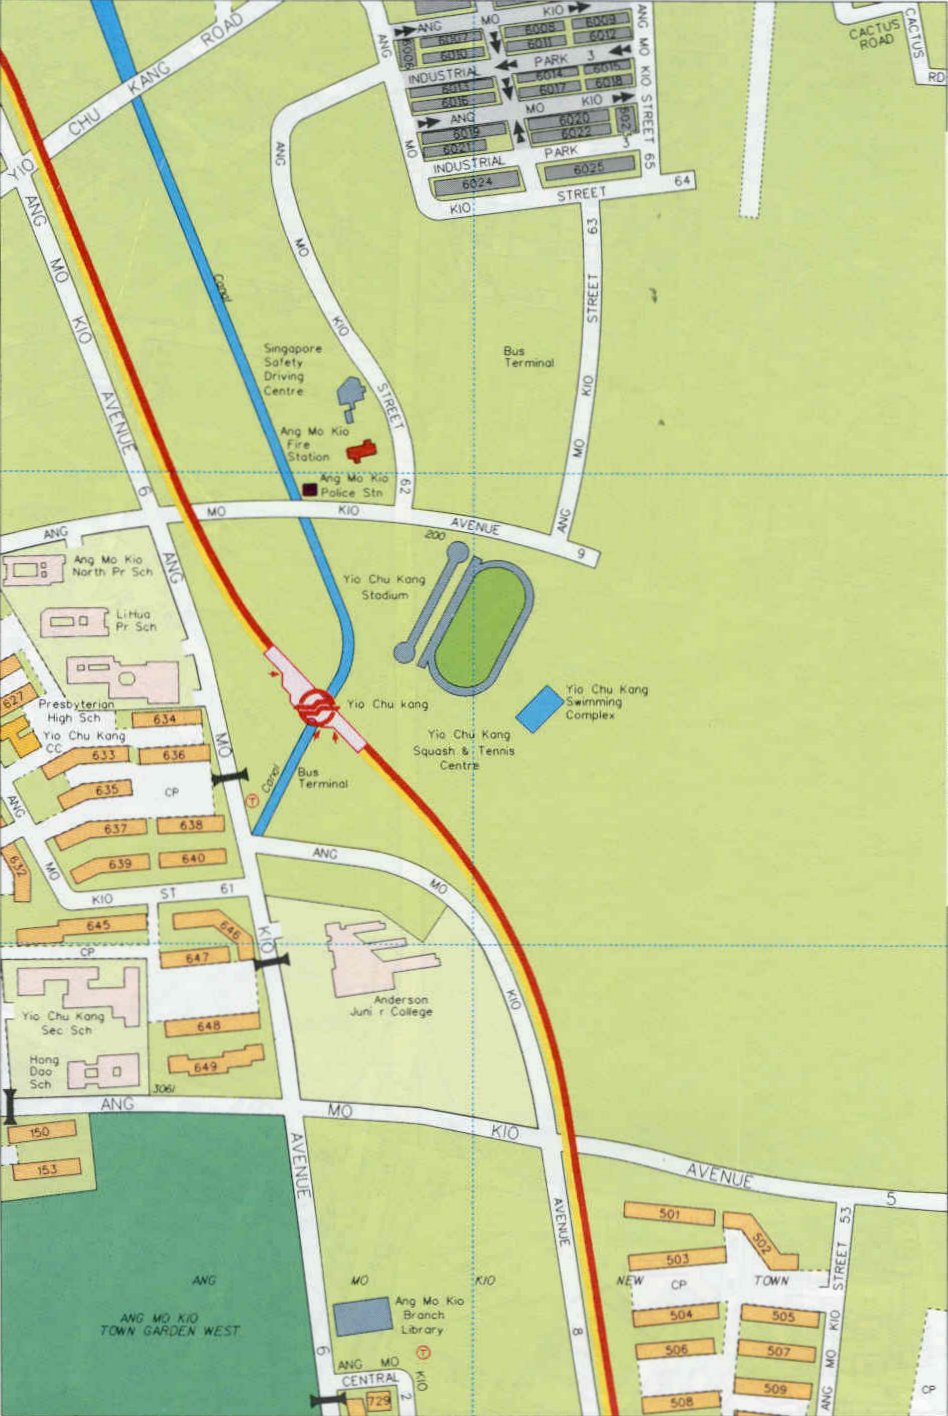 ANG MO KIO
CACTUS
ROAD
CACTUS
RD
YIO CHU KANG ROAD
ANG MO KIO INDUSTRIAL PARK 3
6006
6007
6008
6009
6010
6011
6012
6013
6014
6015
6016
6017
6018
ANG MO KIO INDUSTRIAL PARK 3
6019
6020
6021
6022
6024
6025
ANG MO KIO STREET 65
ANG MO KIO STREET 64
ANG MO KIO STREET 63
ANG MO KIO STREET 62
Canal
ANG MO KIO AVENUE 6
Singapore
Safety
Driving
Centre
Bus
Terminal
Ang Mo Kio
Fire
Station
Ang Mo Kio
Police Stn
ANG MO KIO AVENUE 9
200
Ang Mo Kio
North Pr Sch
Li Hua
Pr Sch
Yio Chu Kang
Stadium
Presbyterian
High Sch
627
634
Yio Chu Kang
CC
633
636
635
CP
637
638
639
640
632
Yio Chu kang
Yio Chu Kang
Swimming
Complex
Yio Chu Kang
Squash & Tennis
Centre
Bus
Terminal
Canal
T
ANG MO KIO ST 61
645
646
647
CP
648
649
Yio Chu Kang
Sec Sch
Hong
Dao
Sch
3061
Anderson
Juni r College
ANG MO KIO AVENUE 6
ANG MO KIO AVENUE 8
ANG MO KIO AVENUE 5
150
153
501
502
503
CP
504
505
506
507
508
509
CP
ANG MO KIO STREET 53
ANG MO KIO NEW TOWN
ANG MO KIO
TOWN GARDEN WEST
Ang Mo Kio
Branch
Library
T
ANG MO KIO
CENTRAL 2
729